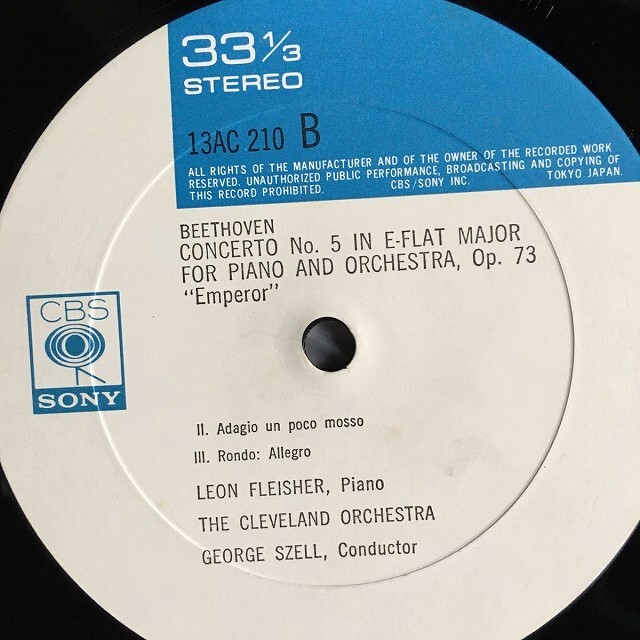 33 1/3
STEREO
13AC 210 B
ALL RIGHTS OF THE MANUFACTURER AND OF THE OWNER OF THE RECORDED WORK
RESERVED. UNAUTHORIZED PUBLIC PERFORMANCE, BROADCASTING AND COPYING OF
THIS RECORD PROHIBITED. CBS/SONY INC. TOKYO JAPAN.
BEETHOVEN
CONCERTO No. 5 IN E-FLAT MAJOR
FOR PIANO AND ORCHESTRA, Op. 73
"Emperor"
CBS
SONY
II. Adagio un poco mosso
III. Rondo: Allegro
LEON FLEISHER, Piano
THE CLEVELAND ORCHESTRA
GEORGE SZELL, Conductor